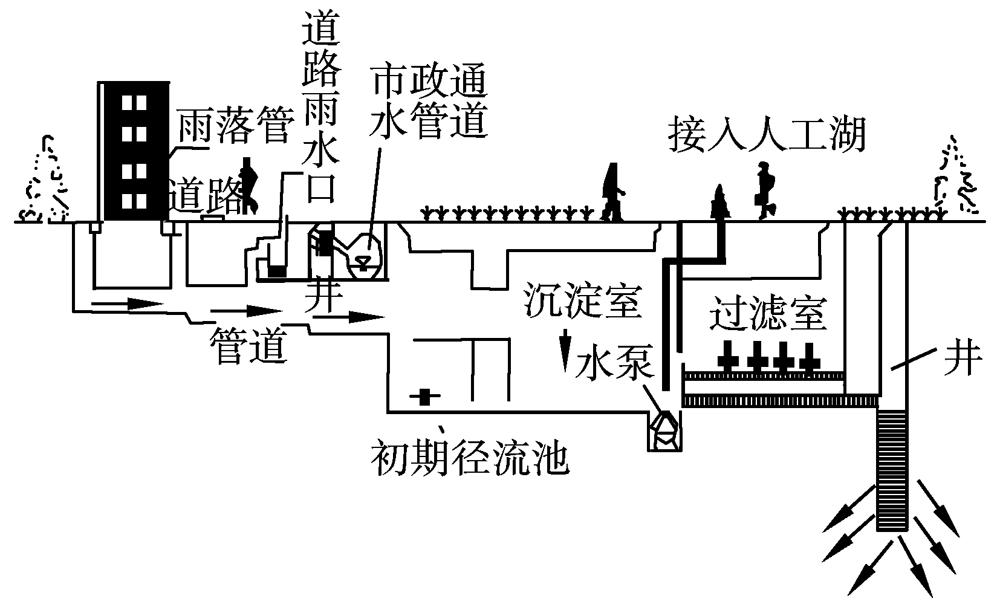 道路雨水口
市政通
水管道
雨落管
接入人工湖
道路
井
沉淀室
过滤室
管道
水泵
井
初期径流池